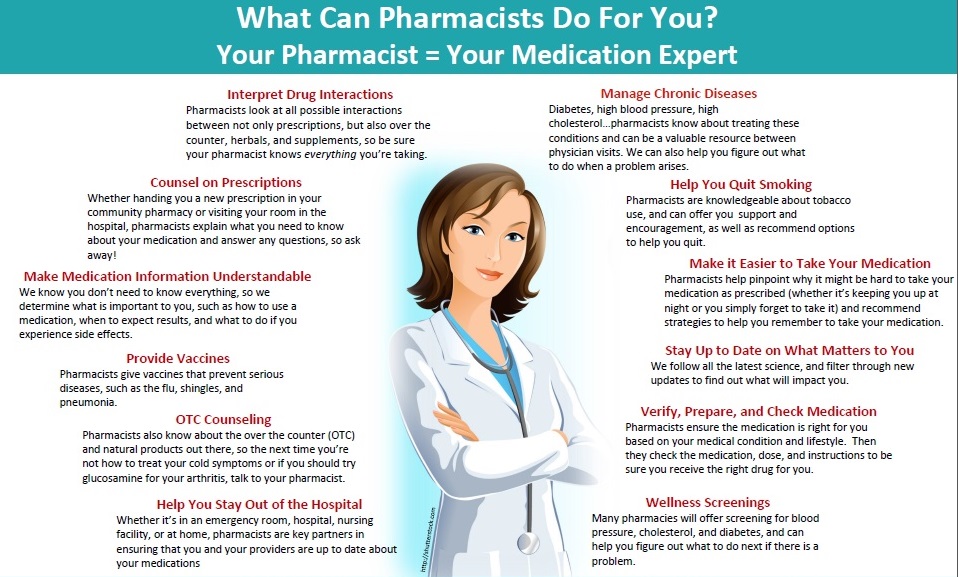 What Can Pharmacists Do For You?
Your Pharmacist = Your Medication Expert
Interpret Drug Interactions
Pharmacists look at all possible interactions
between not only prescriptions, but also over the
counter, herbals, and supplements, so be sure
your pharmacist knows everything you're taking.
Counsel on Prescriptions
Whether handing you a new prescription in your
community pharmacy or visiting your room in the
hospital, pharmacists explain what you need to know
about your medication and answer any questions, so ask
away!
Make Medication Information Understandable
We know you don't need to know everything, so we
determine what is important to you, such as how to use a
medication, when to expect results, and what to do if you
experience side effects.
Provide Vaccines
Pharmacists give vaccines that prevent serious
diseases, such as the flu, shingles, and
pneumonia.
OTC Counseling
Pharmacists also know about the over the counter (OTC)
and natural products out there, so the next time you're
not how to treat your cold symptoms or if you should try
glucosamine for your arthritis, talk to your pharmacist.
Help You Stay Out of the Hospital
Whether it's in an emergency room, hospital, nursing
facility, or at home, pharmacists are key partners in
ensuring that you and your providers are up to date about
your medications
Manage Chronic Diseases
Diabetes, high blood pressure, high
cholesterol…pharmacists know about treating these
conditions and can be a valuable resource between
physician visits. We can also help you figure out what
to do when a problem arises.
Help You Quit Smoking
Pharmacists are knowledgeable about tobacco
use, and can offer you support and
encouragement, as well as recommend options
to help you quit.
Make it Easier to Take Your Medication
Pharmacists help pinpoint why it might be hard to take your
medication as prescribed (whether it's keeping you up at
night or you simply forget to take it) and recommend
strategies to help you remember to take your medication.
Stay Up to Date on What Matters to You
We follow all the latest science, and filter through new
updates to find out what will impact you.
Verify, Prepare, and Check Medication
Pharmacists ensure the medication is right for you
based on your medical condition and lifestyle. Then
they check the medication, dose, and instructions to be
sure you receive the right drug for you.
Wellness Screenings
Many pharmacies will offer screening for blood
pressure, cholesterol, and diabetes, and can
help you figure out what to do next if there is a
problem.
http://shutterstock.com